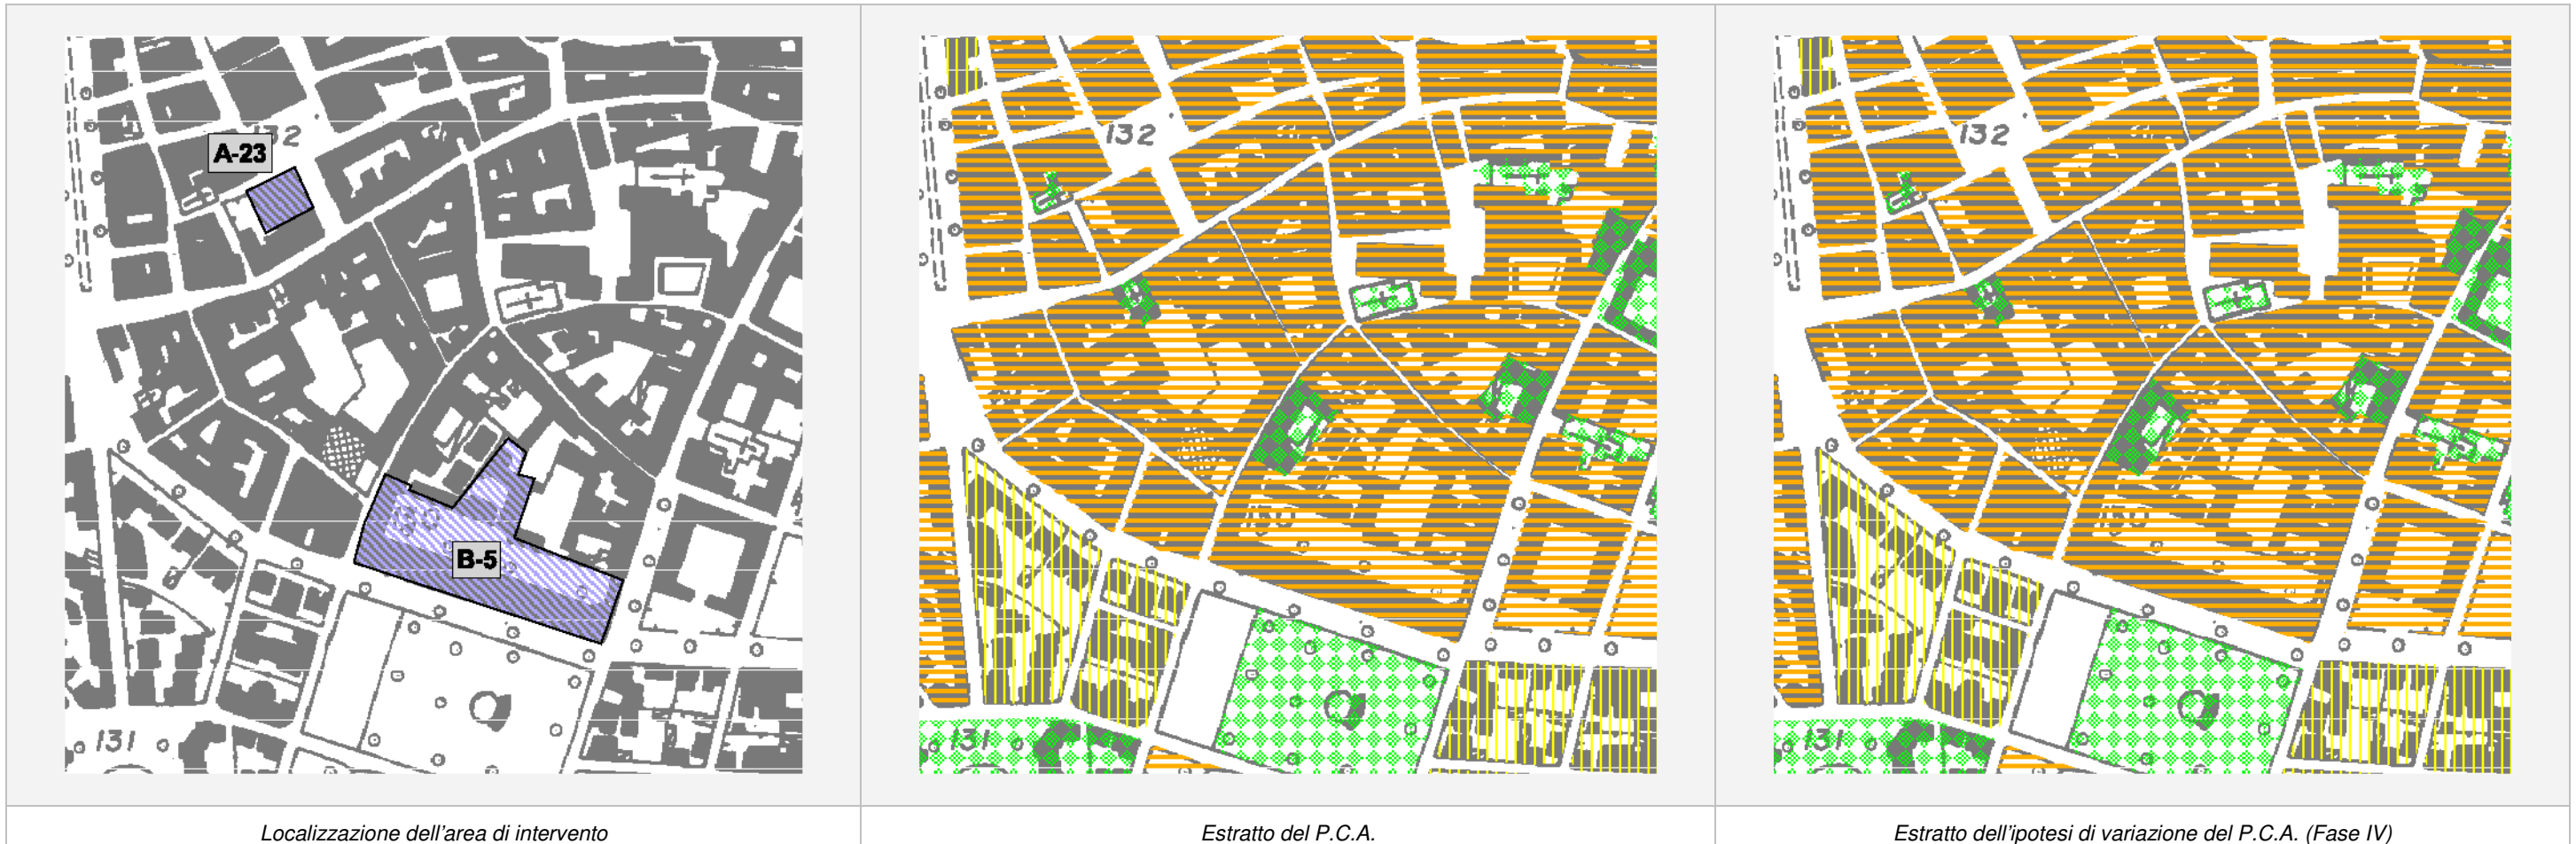 132
A-23
B-5
131
Localizzazione dell'area di intervento
132
131
Estratto del P.C.A.
132
131
Estratto dell'ipotesi di variazione del P.C.A. (Fase IV)